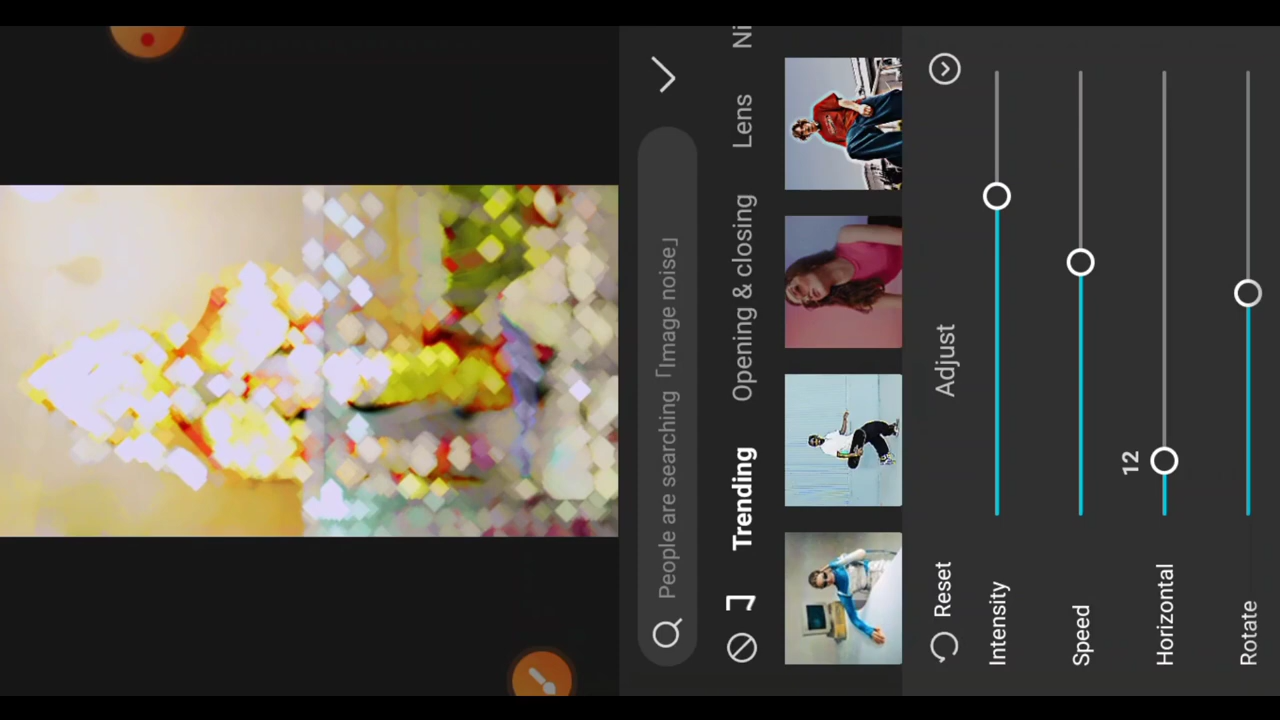 People are searching「Image noise」
Trending
Opening & closing
Lens
Ni
Reset
Adjust
Intensity
Speed
Horizontal
12
Rotate